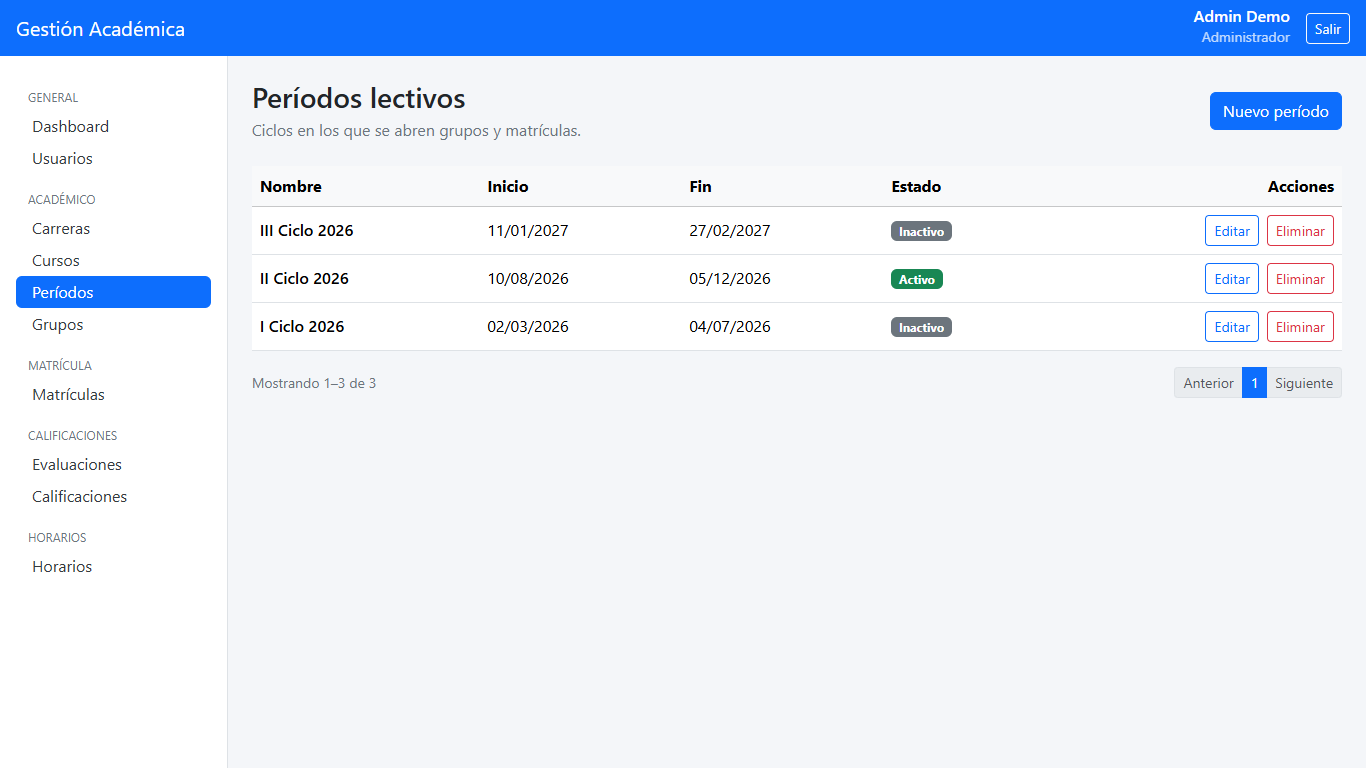 Gestión Académica
Admin Demo
Administrador
Salir
GENERAL
Dashboard
Usuarios
ACADÉMICO
Carreras
Cursos
Períodos
Grupos
MATRÍCULA
Matrículas
CALIFICACIONES
Evaluaciones
Calificaciones
HORARIOS
Horarios
Períodos lectivos
Ciclos en los que se abren grupos y matrículas.
Nuevo período
Nombre Inicio Fin Estado Acciones
III Ciclo 2026 11/01/2027 27/02/2027 Inactivo Editar Eliminar
II Ciclo 2026 10/08/2026 05/12/2026 Activo Editar Eliminar
I Ciclo 2026 02/03/2026 04/07/2026 Inactivo Editar Eliminar
Mostrando 1–3 de 3
Anterior 1 Siguiente